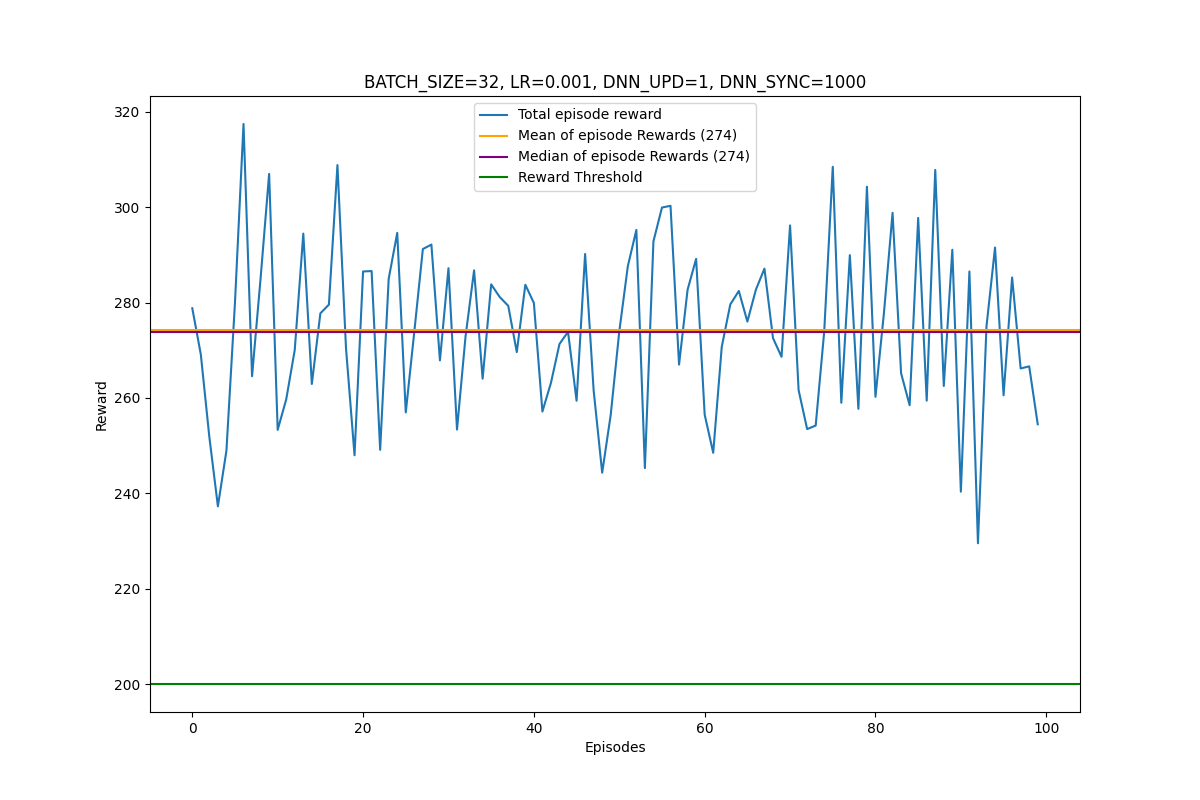 BATCH_SIZE=32, LR=0.001, DNN_UPD=1, DNN_SYNC=1000
Total episode reward
Mean of episode Rewards (274)
Median of episode Rewards (274)
Reward Threshold
320
300
280
260
240
220
200
Reward
0
20
40
60
80
100
Episodes